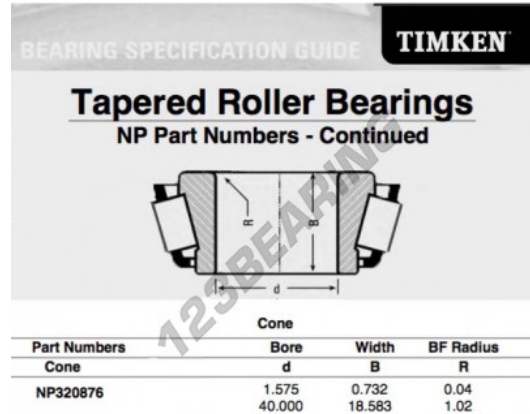 BEARING SPECIFICATION GUIDE
TIMKEN
Tapered Roller Bearings
NP Part Numbers - Continued
R
B
d
123BEARING
Cone
Part Numbers Bore Width BF Radius
Cone d B R
NP320876 1.575 0.732 0.04
40.000 18.583 1.02